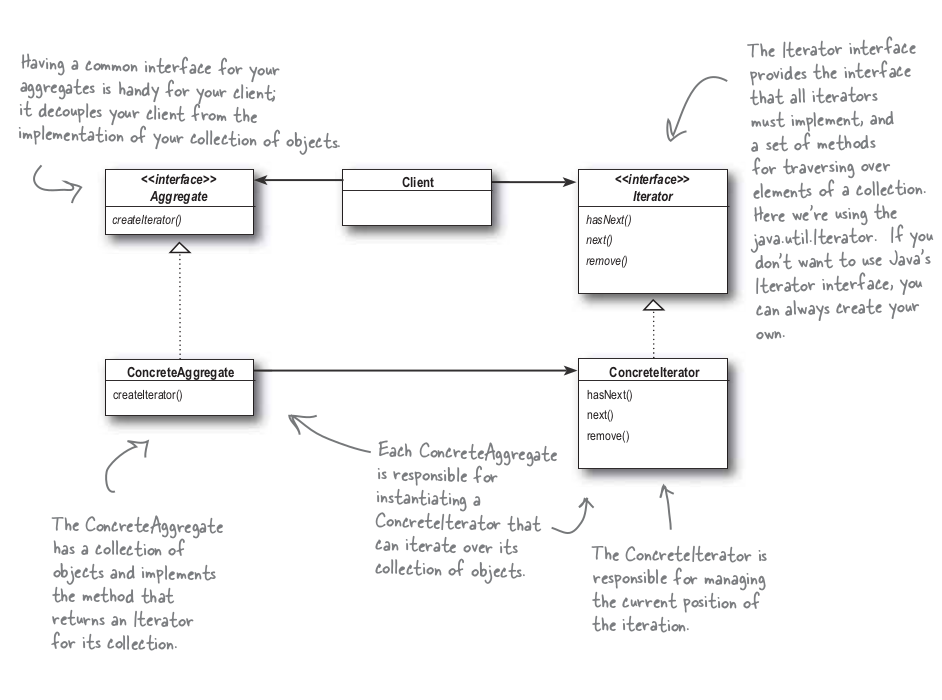 Having a common interface for your
aggregates is handy for your client;
it decouples your client from the
implementation of your collection of objects.
The Iterator interface
provides the interface
that all iterators
must implement, and
a set of methods
for traversing over
elements of a collection.
Here we're using the
java.util.Iterator. If you
don't want to use Java's
Iterator interface, you
can always create your
own.
<<interface>>
Aggregate
createIterator()
Client
<<interface>>
Iterator
hasNext()
next()
remove()
ConcreteAggregate
createIterator()
ConcreteIterator
hasNext()
next()
remove()
Each ConcreteAggregate
is responsible for
instantiating a
ConcreteIterator that
can iterate over its
collection of objects.
The ConcreteAggregate
has a collection of
objects and implements
the method that
returns an Iterator
for its collection.
The ConcreteIterator is
responsible for managing
the current position of
the iteration.